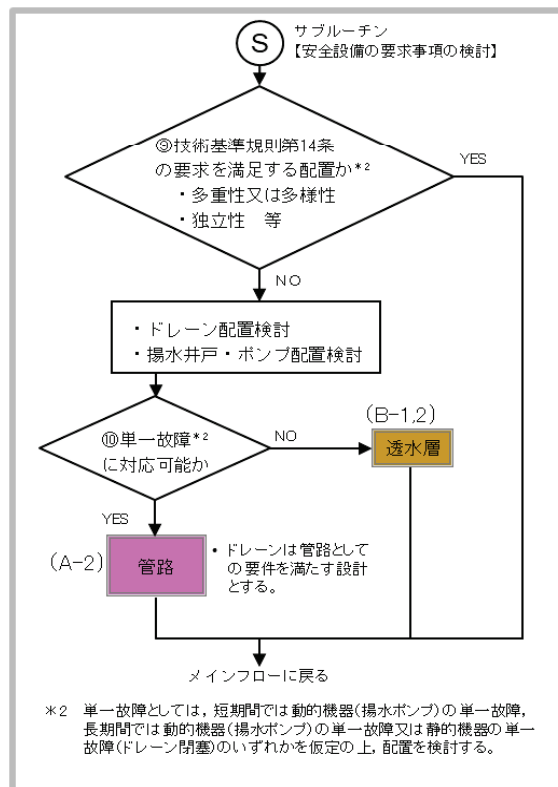 S
サブルーチン
【安全設備の要求事項の検討】
⑨技術基準規則第14条
の要求を満足する配置か*2
・多重性又は多様性
・独立性 等
YES
NO
・ドレーン配置検討
・揚水井戸・ポンプ配置検討
⑩単一故障*2
に対応可能か
NO
(B-1,2)
透水層
YES
(A-2)
管路
・ドレーンは管路として
の要件を満たす設計
とする。
メインフローに戻る
*2 単一故障としては，短期間では動的機器(揚水ポンプ)の単一故障，
長期間では動的機器(揚水ポンプ)の単一故障又は静的機器の単一
故障(ドレーン閉塞)のいずれかを仮定の上，配置を検討する。